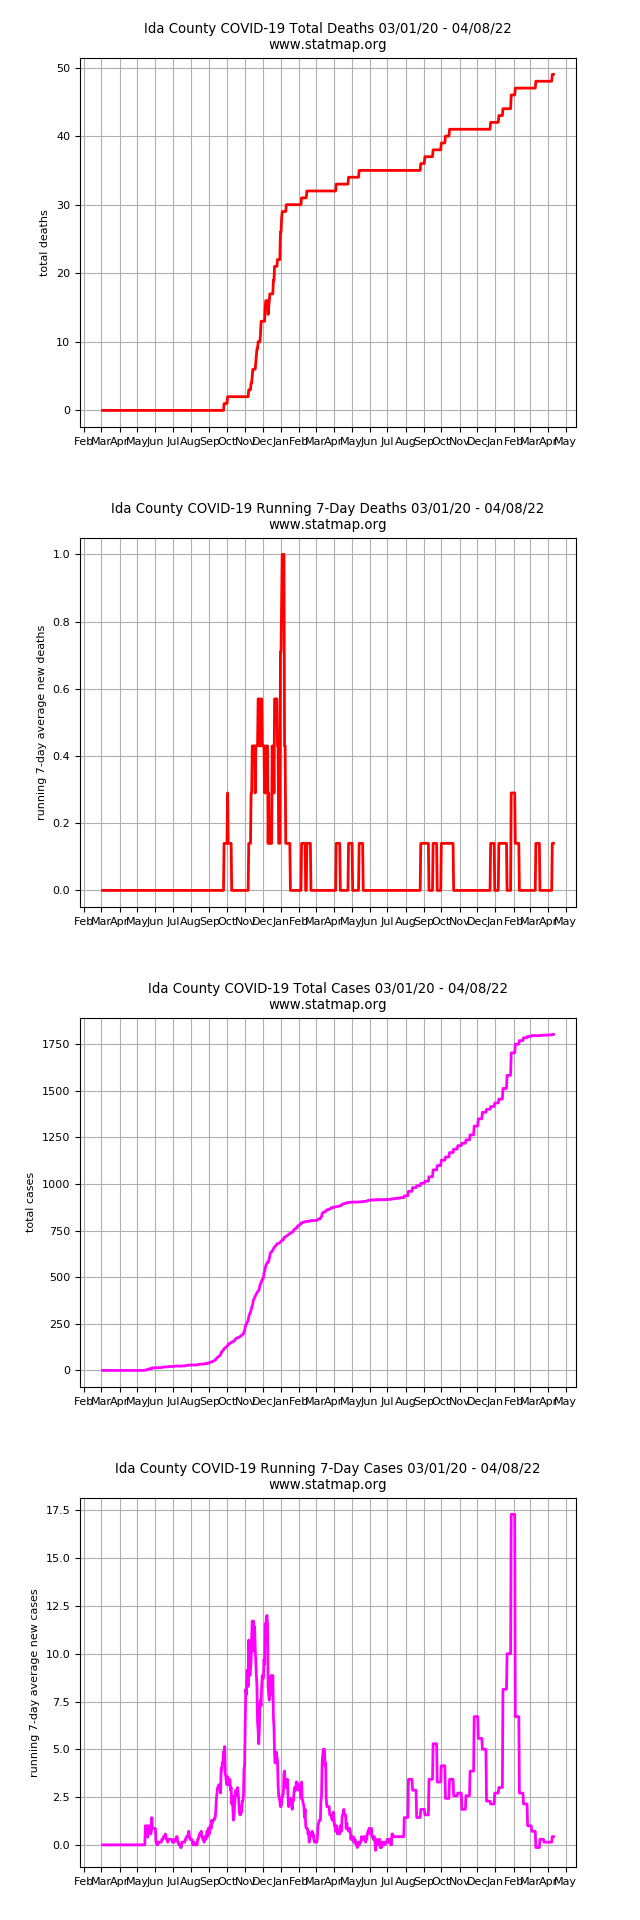 Ida County COVID-19 Total Deaths 03/01/20 - 04/08/22
www.statmap.org
50
40
30
20
10
0
total deaths
Feb Mar Apr May Jun Jul Aug Sep Oct Nov Dec Jan Feb Mar Apr May Jun Jul Aug Sep Oct Nov Dec Jan Feb Mar Apr May
Ida County COVID-19 Running 7-Day Deaths 03/01/20 - 04/08/22
www.statmap.org
1.0
0.8
0.6
0.4
0.2
0.0
running 7-day average new deaths
Feb Mar Apr May Jun Jul Aug Sep Oct Nov Dec Jan Feb Mar Apr May Jun Jul Aug Sep Oct Nov Dec Jan Feb Mar Apr May
Ida County COVID-19 Total Cases 03/01/20 - 04/08/22
www.statmap.org
1750
1500
1250
1000
750
500
250
0
total cases
Feb Mar Apr May Jun Jul Aug Sep Oct Nov Dec Jan Feb Mar Apr May Jun Jul Aug Sep Oct Nov Dec Jan Feb Mar Apr May
Ida County COVID-19 Running 7-Day Cases 03/01/20 - 04/08/22
www.statmap.org
17.5
15.0
12.5
10.0
7.5
5.0
2.5
0.0
running 7-day average new cases
Feb Mar Apr May Jun Jul Aug Sep Oct Nov Dec Jan Feb Mar Apr May Jun Jul Aug Sep Oct Nov Dec Jan Feb Mar Apr May